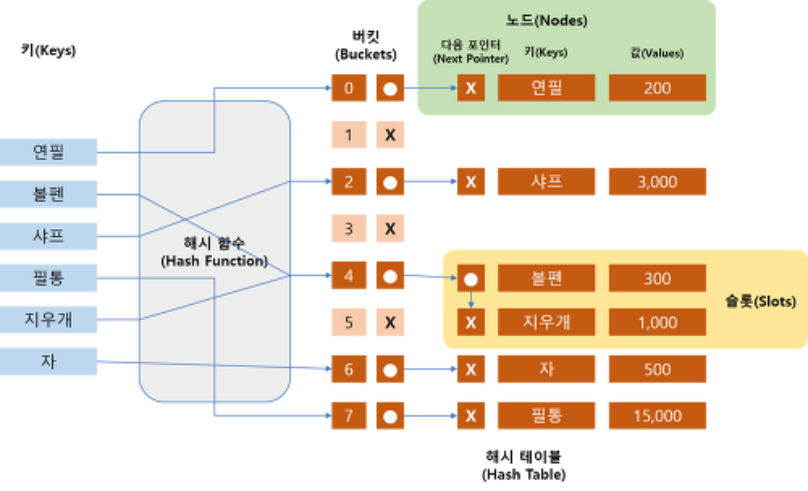 노드(Nodes)
키(Keys)
버킷
(Buckets)
다음 포인터
(Next Pointer)
키(Keys)
값(Values)
0
X
연필
200
연필
1
X
볼펜
2
X
샤프
3,000
샤프
3
X
해시 함수
(Hash Function)
필통
4
볼펜
300
슬롯(Slots)
지우개
5
X
X
지우개
1,000
자
6
X
자
500
7
X
필통
15,000
해시 테이블
(Hash Table)